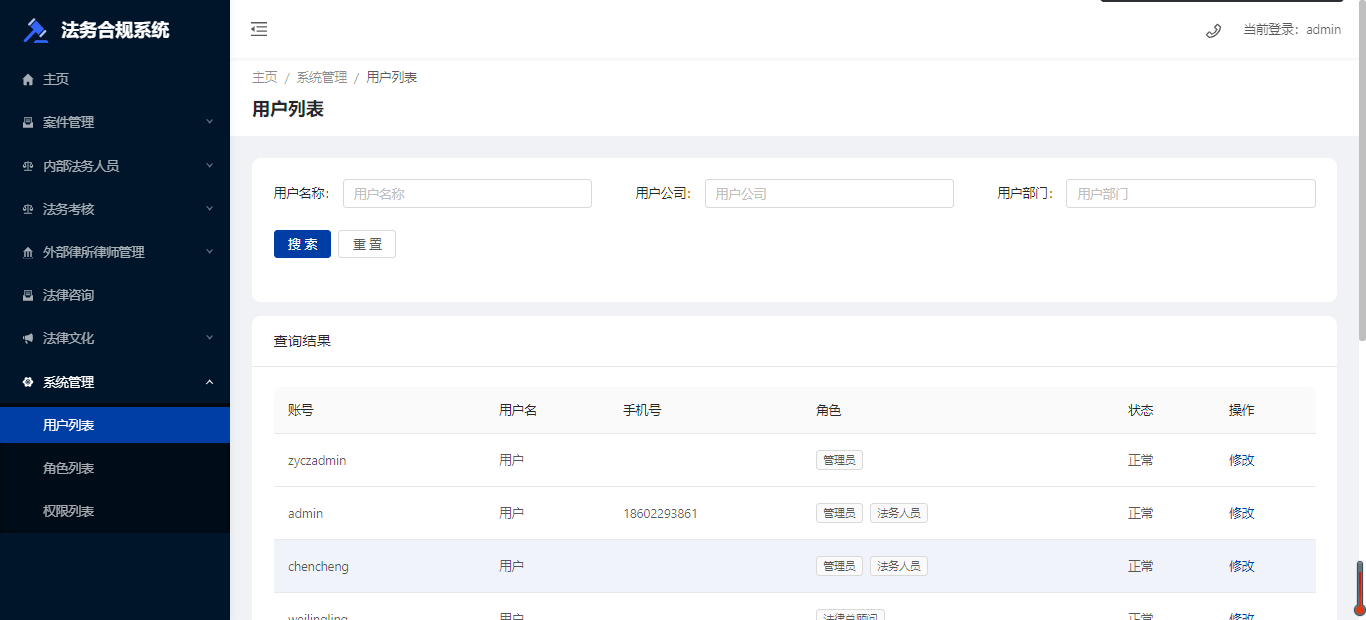 法务合规系统
当前登录：admin
主页
案件管理
内部法务人员
法务考核
外部律所律师管理
法律咨询
法律文化
系统管理
用户列表
角色列表
权限列表
主页 / 系统管理 / 用户列表
用户列表
用户名称： 用户名称 用户公司： 用户公司 用户部门： 用户部门
搜 索 重 置
查询结果
账号 用户名 手机号 角色 状态 操作
zyczadmin 用户 管理员 正常 修改
admin 用户 18602293861 管理员 法务人员 正常 修改
chencheng 用户 管理员 法务人员 正常 修改
weilingling 用户 法律总顾问 正常 修改